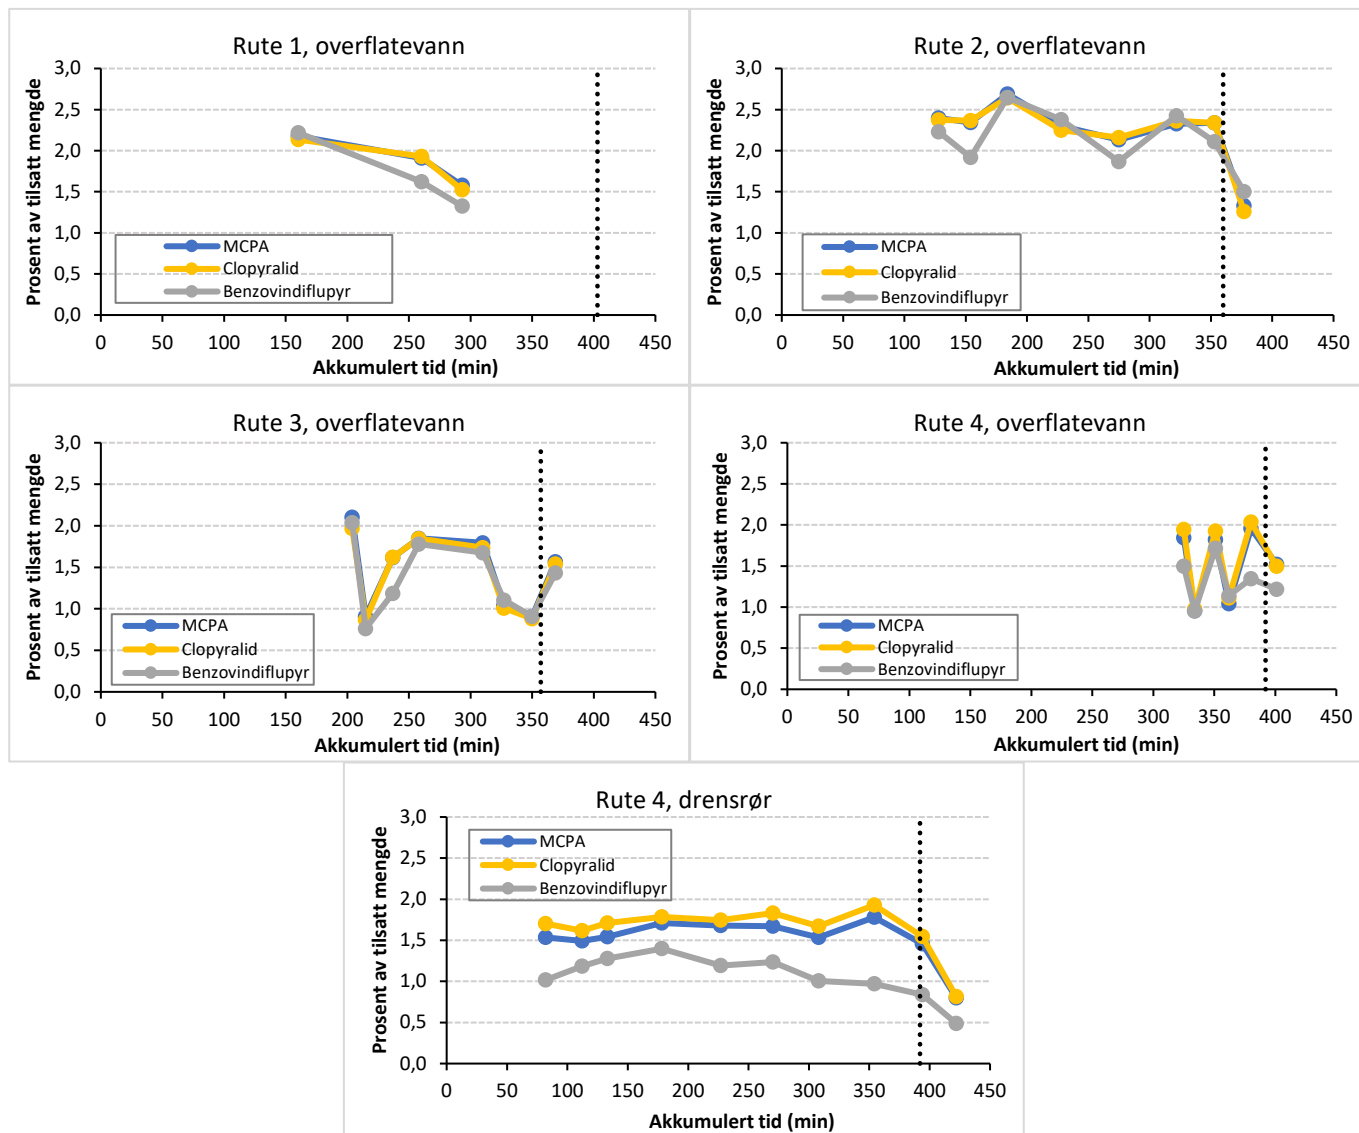 Rute 1, overflatevann
Prosent av tilsatt mengde
3,0
2,5
2,0
1,5
1,0
0,5
0,0
MCPA
Clopyralid
Benzovindiflupyr
0 50 100 150 200 250 300 350 400 450
Akkumulert tid (min)
Rute 2, overflatevann
Prosent av tilsatt mengde
3,0
2,5
2,0
1,5
1,0
0,5
0,0
MCPA
Clopyralid
Benzovindiflupyr
0 50 100 150 200 250 300 350 400 450
Akkumulert tid (min)
Rute 3, overflatevann
Prosent av tilsatt mengde
3,0
2,5
2,0
1,5
1,0
0,5
0,0
MCPA
Clopyralid
Benzovindiflupyr
0 50 100 150 200 250 300 350 400 450
Akkumulert tid (min)
Rute 4, overflatevann
Prosent av tilsatt mengde
3,0
2,5
2,0
1,5
1,0
0,5
0,0
MCPA
Clopyralid
Benzovindiflupyr
0 50 100 150 200 250 300 350 400 450
Akkumulert tid (min)
Rute 4, drensrør
Prosent av tilsatt mengde
3,0
2,5
2,0
1,5
1,0
0,5
0,0
MCPA
Clopyralid
Benzovindiflupyr
0 50 100 150 200 250 300 350 400 450
Akkumulert tid (min)